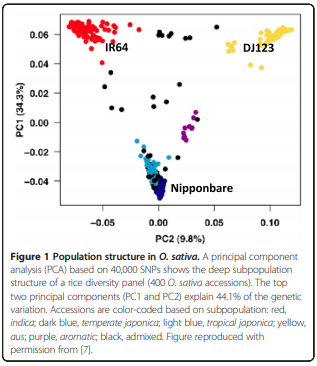 0.06
0.04
0.02
0.00
−0.02
−0.04
PC1 (34.3%)
IR64
DJ123
Nipponbare
−0.05
0.00
0.05
0.10
PC2 (9.8%)
Figure 1 Population structure in O. sativa. A principal component
analysis (PCA) based on 40,000 SNPs shows the deep subpopulation
structure of a rice diversity panel (400 O. sativa accessions). The top
two principal components (PC1 and PC2) explain 44.1% of the genetic
variation. Accessions are color-coded based on subpopulation: red,
indica; dark blue, temperate japonica; light blue, tropical japonica; yellow,
aus; purple, aromatic; black, admixed. Figure reproduced with
permission from [7].